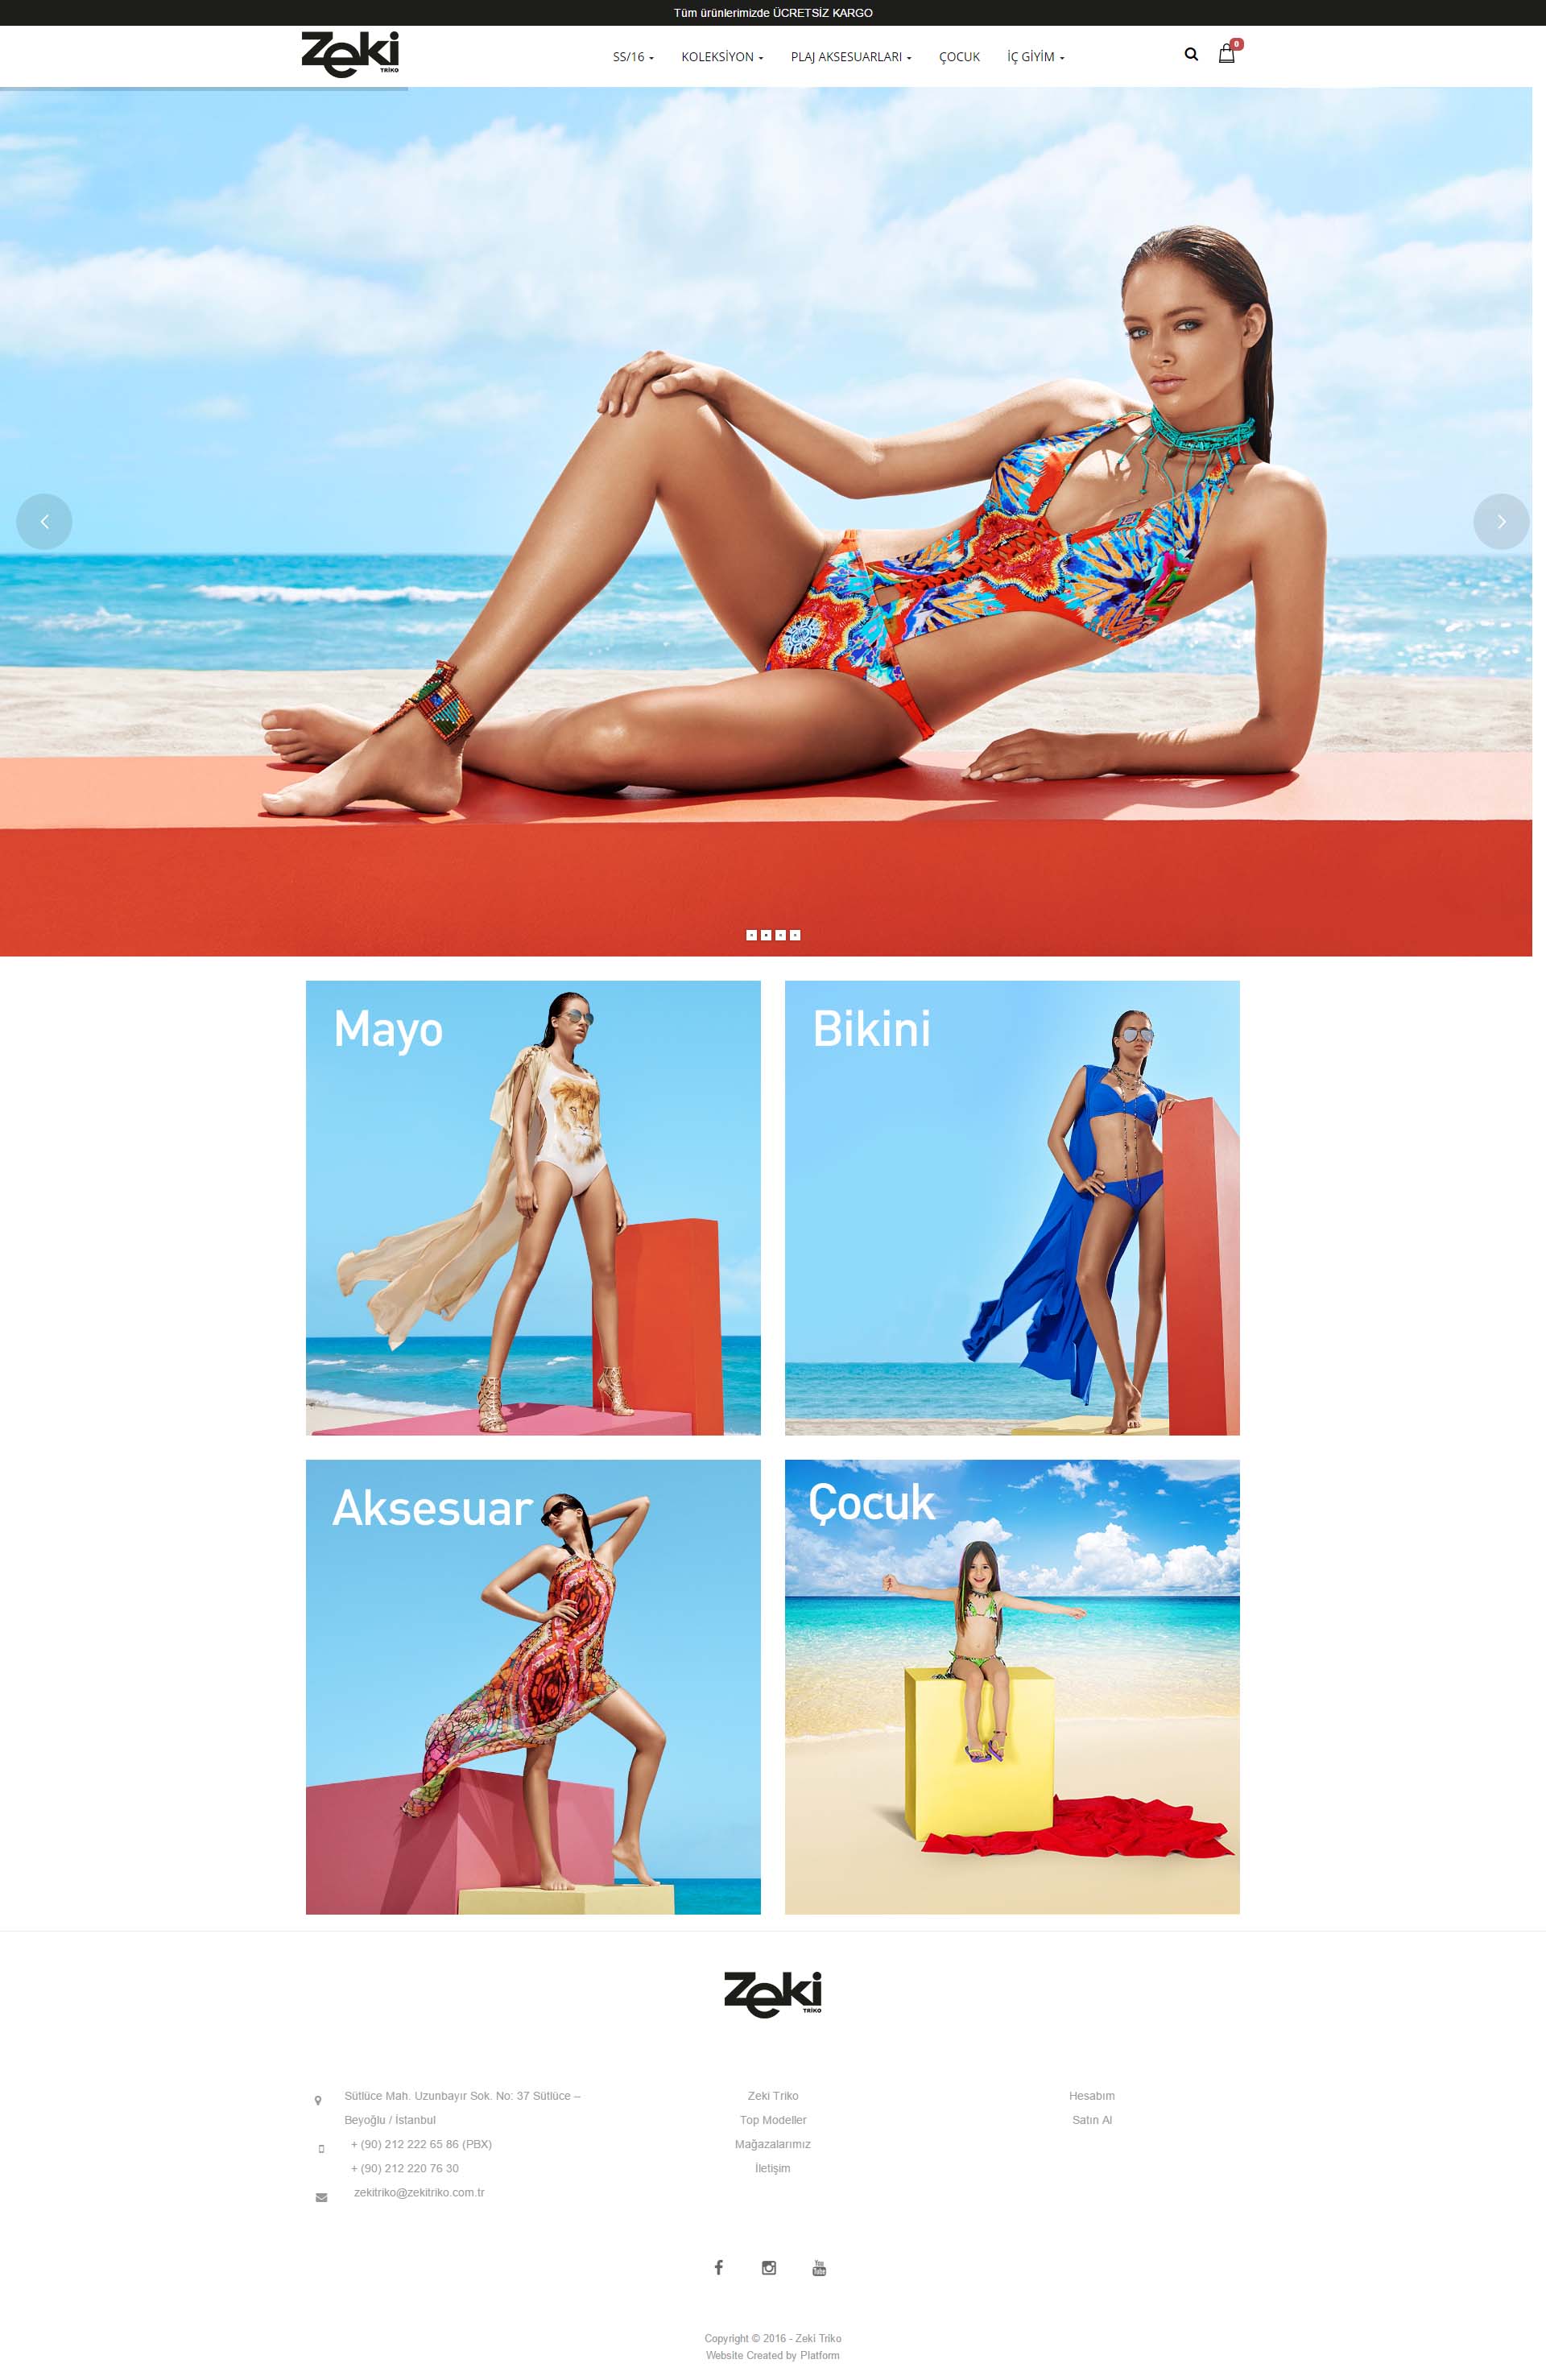 Tüm ürünlerimizde ÜCRETSİZ KARGO
Zeki
TRİKO
SS/16
KOLEKSİYON
PLAJ AKSESUARLARI
ÇOCUK
İÇ GİYİM
0
Mayo
Bikini
Aksesuar
Çocuk
Zeki
TRİKO
Sütlüce Mah. Uzunbayır Sok. No: 37 Sütlüce –
Beyoğlu / İstanbul
+ (90) 212 222 65 86 (PBX)
+ (90) 212 220 76 30
zekitriko@zekitriko.com.tr
Zeki Triko
Top Modeller
Mağazalarımız
İletişim
Hesabım
Satın Al
You
Tube
Copyright © 2016 - Zeki Triko
Website Created by Platform